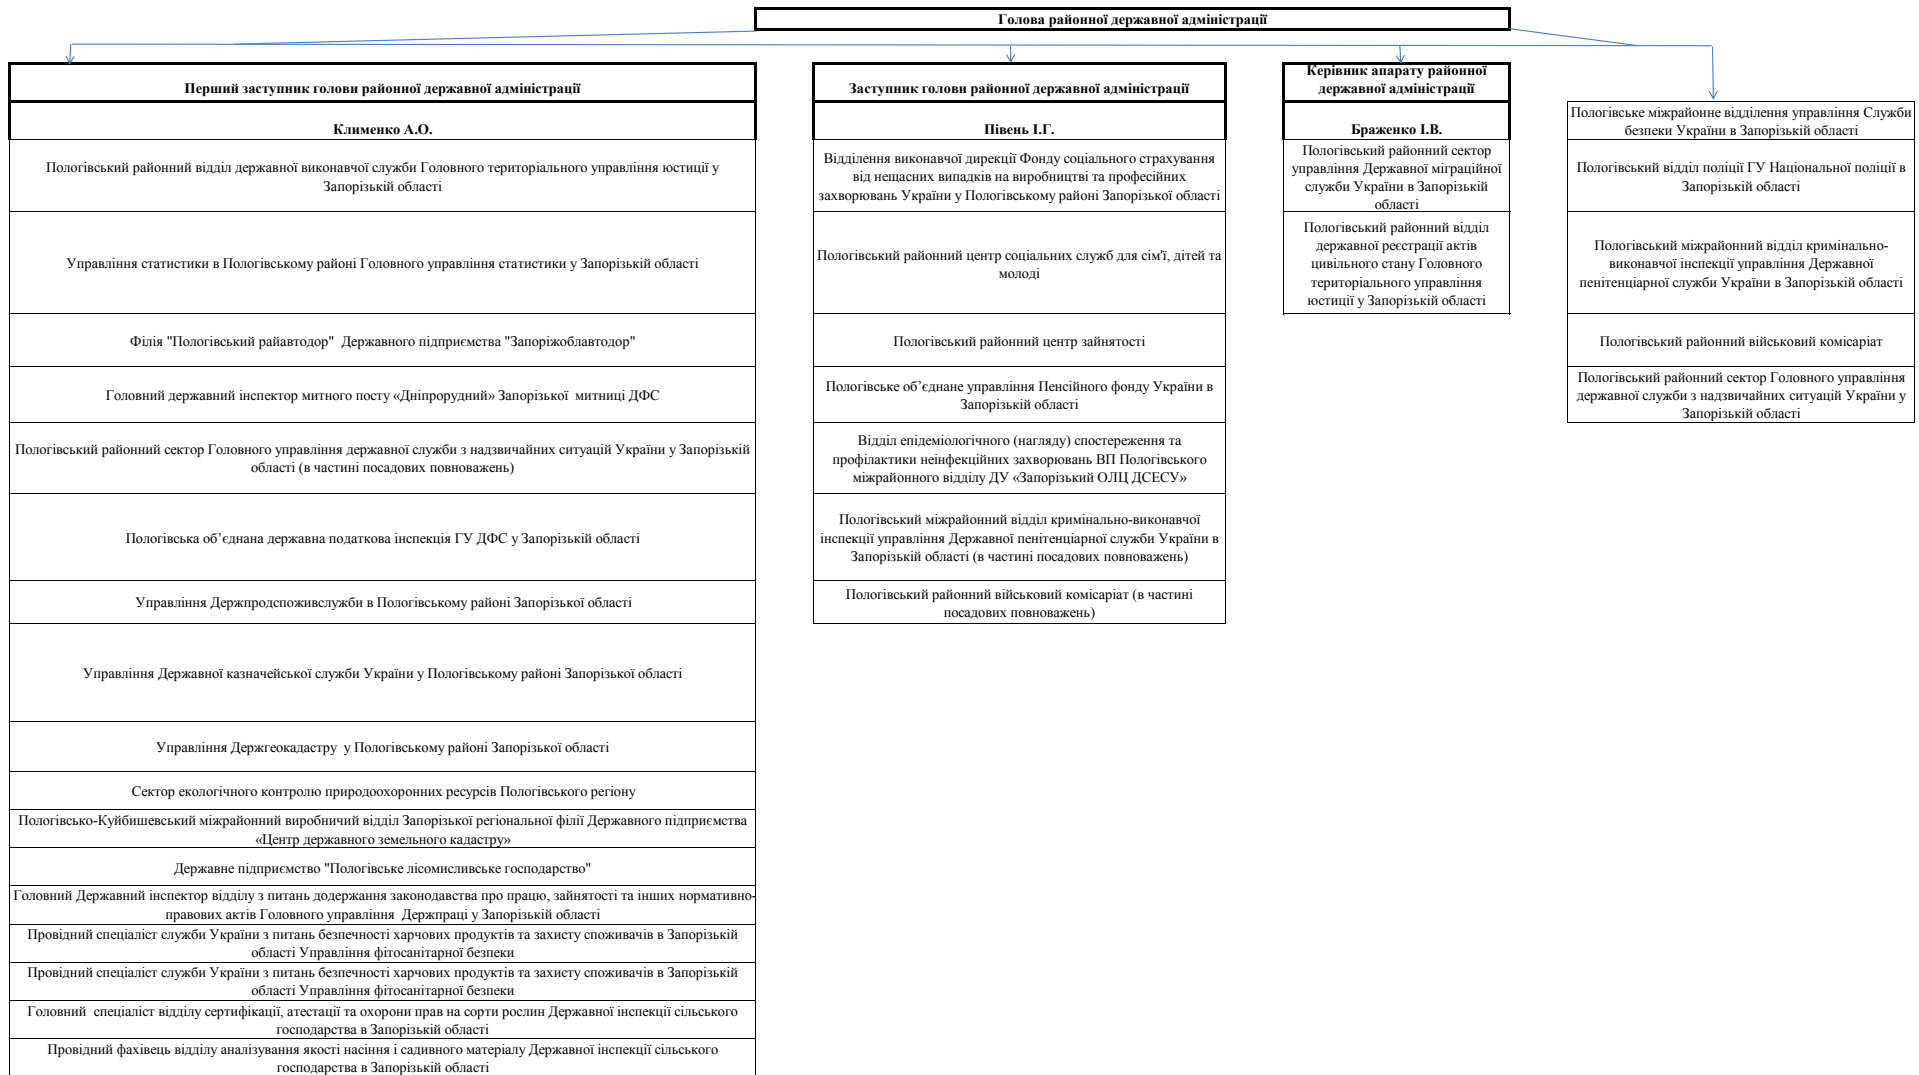 Голова районної державної адміністрації
Перший заступник голови районної державної адміністрації
Клименко А.О.
Пологівський районний відділ державної виконавчої служби Головного територіального управління юстиції у
Запорізькій області
Управління статистики в Пологівському районі Головного управління статистики у Запорізькій області
Філія "Пологівський райавтодор" Державного підприємства "Запоріжоблавтодор"
Головний державний інспектор митного посту «Дніпрорудний» Запорізької митниці ДФС
Пологівський районний сектор Головного управління державної служби з надзвичайних ситуацій України у Запорізькій
області (в частині посадових повноважень)
Пологівська об’єднана державна податкова інспекція ГУ ДФС у Запорізькій області
Управління Держпродспоживслужби в Пологівському районі Запорізької області
Управління Державної казначейської служби України у Пологівському районі Запорізької області
Управління Держгеокадастру у Пологівському районі Запорізької області
Сектор екологічного контролю природоохоронних ресурсів Пологівського регіону
Пологівсько-Куйбишевський міжрайонний виробничий відділ Запорізької регіональної філії Державного підприємства
«Центр державного земельного кадастру»
Державне підприємство "Пологівське лісомисливське господарство"
Головний Державний інспектор відділу з питань додержання законодавства про працю, зайнятості та інших нормативно-
правових актів Головного управління Держпраці у Запорізькій області
Провідний спеціаліст служби України з питань безпечності харчових продуктів та захисту споживачів в Запорізькій
області Управління фітосанітарної безпеки
Провідний спеціаліст служби України з питань безпечності харчових продуктів та захисту споживачів в Запорізькій
області Управління фітосанітарної безпеки
Головний спеціаліст відділу сертифікації, атестації та охорони прав на сорти рослин Державної інспекції сільського
господарства в Запорізькій області
Провідний фахівець відділу аналізування якості насіння і садивного матеріалу Державної інспекції сільського
господарства в Запорізькій області
Заступник голови районної державної адміністрації
Півень І.Г.
Відділення виконавчої дирекції Фонду соціального страхування
від нещасних випадків на виробництві та професійних
захворювань України у Пологівському районі Запорізької області
Пологівський районний центр соціальних служб для сім'ї, дітей та
молоді
Пологівський районний центр зайнятості
Пологівське об’єднане управління Пенсійного фонду України в
Запорізькій області
Відділ епідеміологічного (нагляду) спостереження та
профілактики неінфекційних захворювань ВП Пологівського
міжрайонного відділу ДУ «Запорізький ОЛЦ ДСЕСУ»
Пологівський міжрайонний відділ кримінально-виконавчої
інспекції управління Державної пенітенціарної служби України в
Запорізькій області (в частині посадових повноважень)
Пологівський районний військовий комісаріат (в частині
посадових повноважень)
Керівник апарату районної
державної адміністрації
Браженко І.В.
Пологівський районний сектор
управління Державної міграційної
служби України в Запорізькій
області
Пологівський районний відділ
державної реєстрації актів
цивільного стану Головного
територіального управління
юстиції у Запорізькій області
Пологівське міжрайонне відділення управління Служби
безпеки України в Запорізькій області
Пологівський відділ поліції ГУ Національної поліції в
Запорізькій області
Пологівський міжрайонний відділ кримінально-
виконавчої інспекції управління Державної
пенітенціарної служби України в Запорізькій області
Пологівський районний військовий комісаріат
Пологівський районний сектор Головного управління
державної служби з надзвичайних ситуацій України у
Запорізькій області